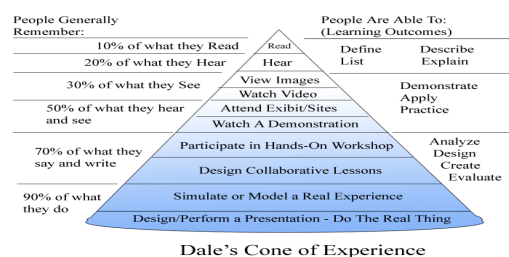 People Generally
Remember:
People Are Able To:
(Learning Outcomes)
10% of what they Read
Read
Define
Describe
20% of what they Hear
Hear
List
Explain
30% of what they See
View Images
Watch Video
Demonstrate
Apply
Practice
50% of what they hear
and see
Attend Exibit/Sites
Watch A Demonstration
70% of what they
say and write
Participate in Hands-On Workshop
Design Collaborative Lessons
Analyze
Design
Create
Evaluate
90% of what
they do
Simulate or Model a Real Experience
Design/Perform a Presentation - Do The Real Thing
Dale's Cone of Experience